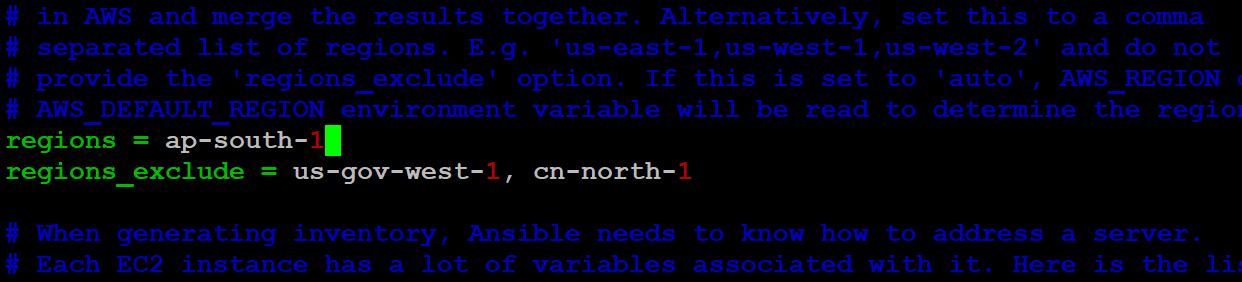 # in AWS and merge the results together. Alternatively, set this to a comma
# separated list of regions. E.g. 'us-east-1,us-west-1,us-west-2' and do not
# provide the 'regions_exclude' option. If this is set to 'auto', AWS_REGION
# AWS_DEFAULT_REGION environment variable will be read to determine the region
regions = ap-south-1
regions_exclude = us-gov-west-1, cn-north-1
# When generating inventory, Ansible needs to know how to address a server.
# Each EC2 instance has a lot of variables associated with it. Here is the lis